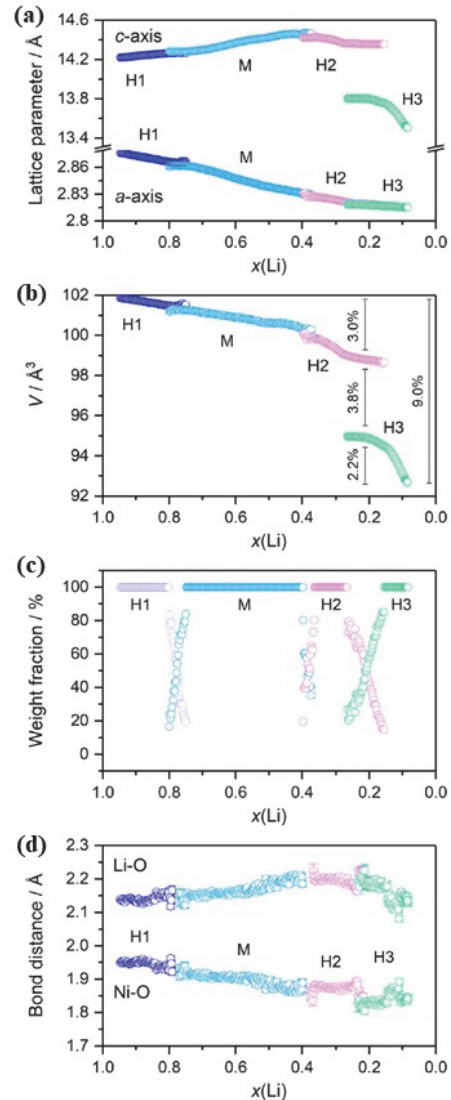 (a)
14.6
14.2
13.8
13.4
2.86
2.83
2.8
Lattice parameter / Å
c-axis
H1
M
H2
H3
H1
M
H2
H3
a-axis
1.0 0.8 0.6 0.4 0.2 0.0
x(Li)
(b)
102
100
98
96
94
92
V / Å³
H1
M
H2
H3
3.0%
3.8%
2.2%
9.0%
1.0 0.8 0.6 0.4 0.2 0.0
x(Li)
(c)
100
80
60
40
20
0
Weight fraction / %
H1 M H2 H3
1.0 0.8 0.6 0.4 0.2 0.0
x(Li)
(d)
2.3
2.2
2.1
2.0
1.9
1.8
1.7
Bond distance / Å
Li-O
H1
M
H2
H3
Ni-O
1.0 0.8 0.6 0.4 0.2 0.0
x(Li)